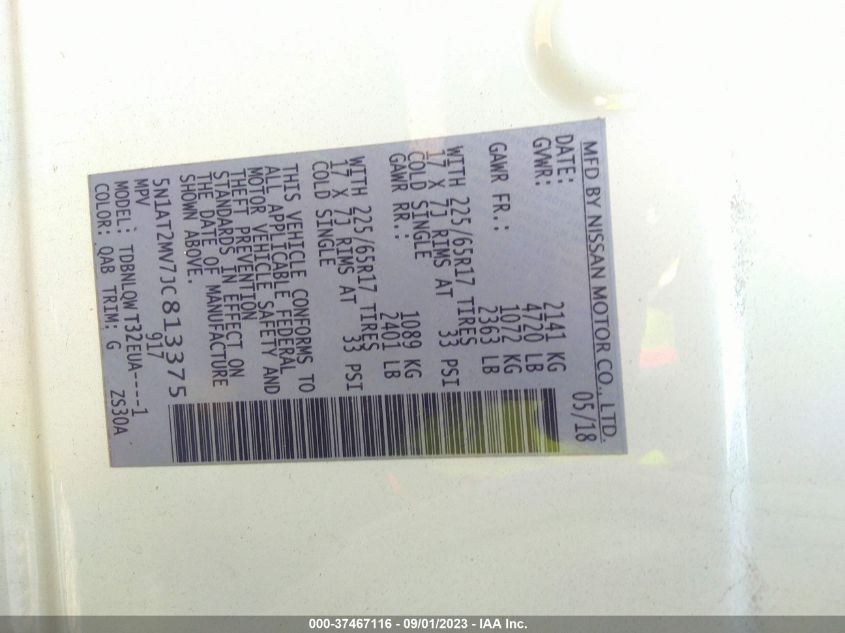 MFD BY NISSAN MOTOR CO., LTD.
DATE: 05/18
GVWR: 2141 KG
4720 LB
GAWR FR.: 1072 KG
2363 LB
WITH 225/65R17 TIRES
17 X 7J RIMS AT 33 PSI
COLD SINGLE
GAWR RR.: 1089 KG
2401 LB
WITH 225/65R17 TIRES
17 X 7J RIMS AT 33 PSI
COLD SINGLE
THIS VEHICLE CONFORMS TO
ALL APPLICABLE FEDERAL
MOTOR VEHICLE SAFETY AND
THEFT PREVENTION
STANDARDS IN EFFECT ON
THE DATE OF MANUFACTURE
SHOWN ABOVE.
5N1AT2MV7JC813375
MPV 917
MODEL: TDBNLQWT32EUA----1
COLOR: QAB TRIM: G ZS30A
000-37467116 - 09/01/2023 - IAA Inc.